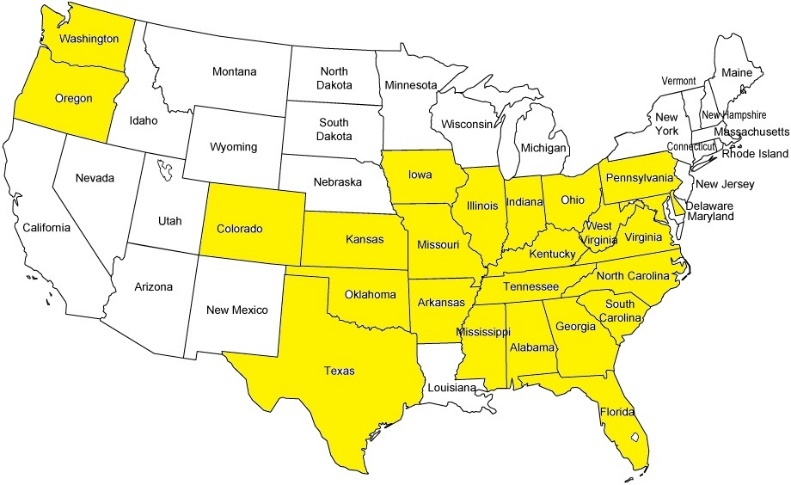 Washington
Oregon
Montana
North
Dakota
Minnesota
Vermont
Maine
Idaho
South
Dakota
Wisconsin
Michigan
New
York
New Hampshire
Massachusetts
Connecticut
Rhode Island
Wyoming
Nevada
Nebraska
Iowa
Pennsylvania
New Jersey
California
Utah
Colorado
Kansas
Missouri
Illinois
Indiana
Ohio
West
Virginia
Virginia
Delaware
Maryland
Kentucky
Arizona
New Mexico
Oklahoma
Arkansas
Tennessee
North Carolina
South
Carolina
Mississippi
Alabama
Georgia
Texas
Louisiana
Florida